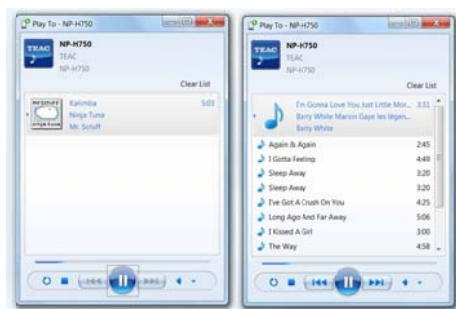 Play To - NP-H750
TEAC
NP-H750
TEAC
NP-H750
Clear List
Kalimba
5:03
Ninja Tuna
Mr. Scruff
Play To - NP-H750
TEAC
NP-H750
TEAC
NP-H750
Clear List
I'm Gonna Love You Just Little Mor...
3:31
Barry White Marvin Gaye les légen...
Barry White
Again & Again
2:45
I Gotta Feeling
4:49
Sleep Away
3:20
Sleep Away
3:20
I've Got A Crush On You
4:25
Long Ago And Far Away
5:06
I Kissed A Girl
3:00
The Way
4:58